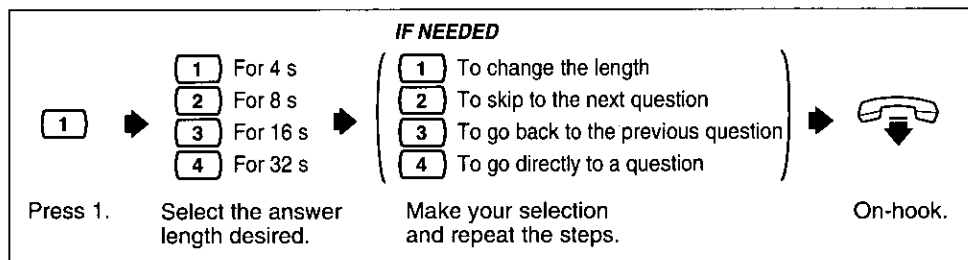 IF NEEDED
1
1 For 4 s
2 For 8 s
3 For 16 s
4 For 32 s
1 To change the length
2 To skip to the next question
3 To go back to the previous question
4 To go directly to a question
Press 1.
Select the answer
length desired.
Make your selection
and repeat the steps.
On-hook.